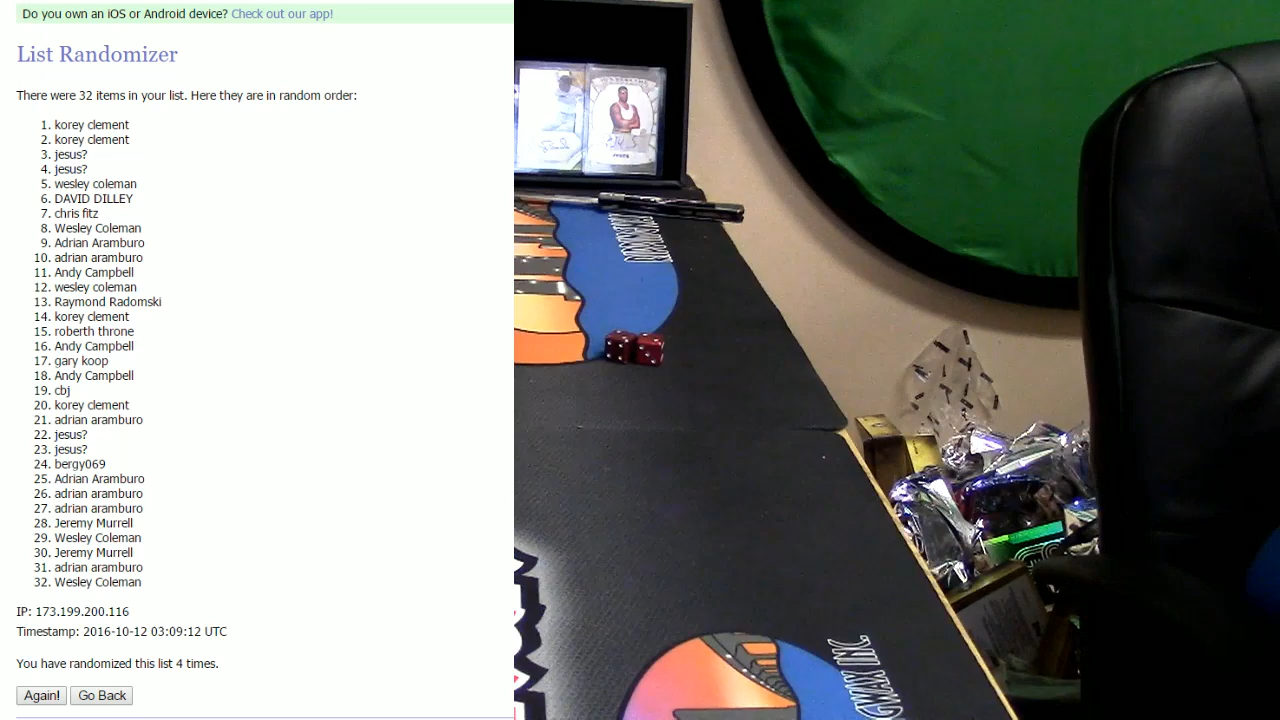 Do you own an iOS or Android device? Check out our app!
List Randomizer
There were 32 items in your list. Here they are in random order:
1. korey clement
2. korey clement
3. jesus?
4. jesus?
5. wesley coleman
6. DAVID DILLEY
7. chris fitz
8. Wesley Coleman
9. Adrian Aramburo
10. adrian aramburo
11. Andy Campbell
12. wesley coleman
13. Raymond Radomski
14. korey clement
15. roberth throne
16. Andy Campbell
17. gary koop
18. Andy Campbell
19. cbj
20. korey clement
21. adrian aramburo
22. jesus?
23. jesus?
24. bergy069
25. Adrian Aramburo
26. adrian aramburo
27. adrian aramburo
28. Jeremy Murrell
29. Wesley Coleman
30. Jeremy Murrell
31. adrian aramburo
32. Wesley Coleman
IP: 173.199.200.116
Timestamp: 2016-10-12 03:09:12 UTC
You have randomized this list 4 times.
Again! Go Back
GWAX INC.